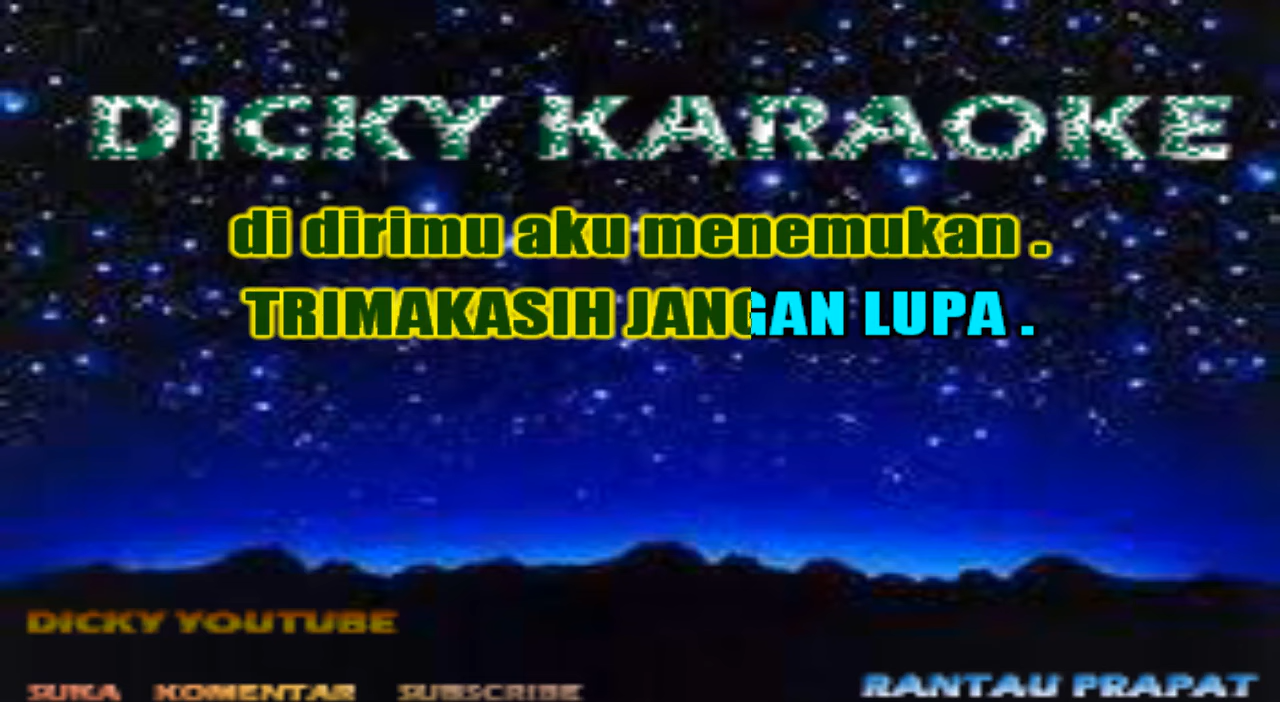 DICKY KARAOKE
di dirimu aku menemukan .
TRIMAKASIH JANGAN LUPA .
DICKY YOUTUBE
SUKA KOMENTAR SUBSCRIBE
RANTAU PRAPAT